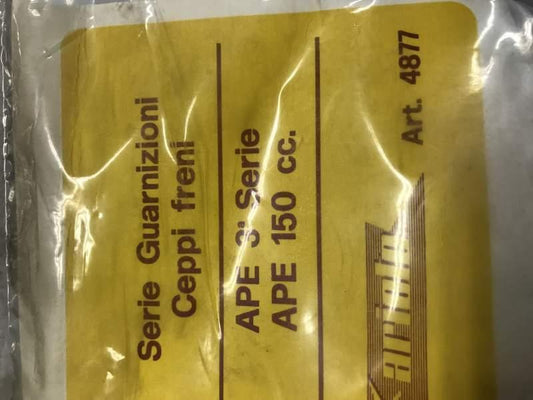 Serie Guarnizioni
Ceppi freni
APE 3ª Serie
APE 150 cc.
Art. 4877